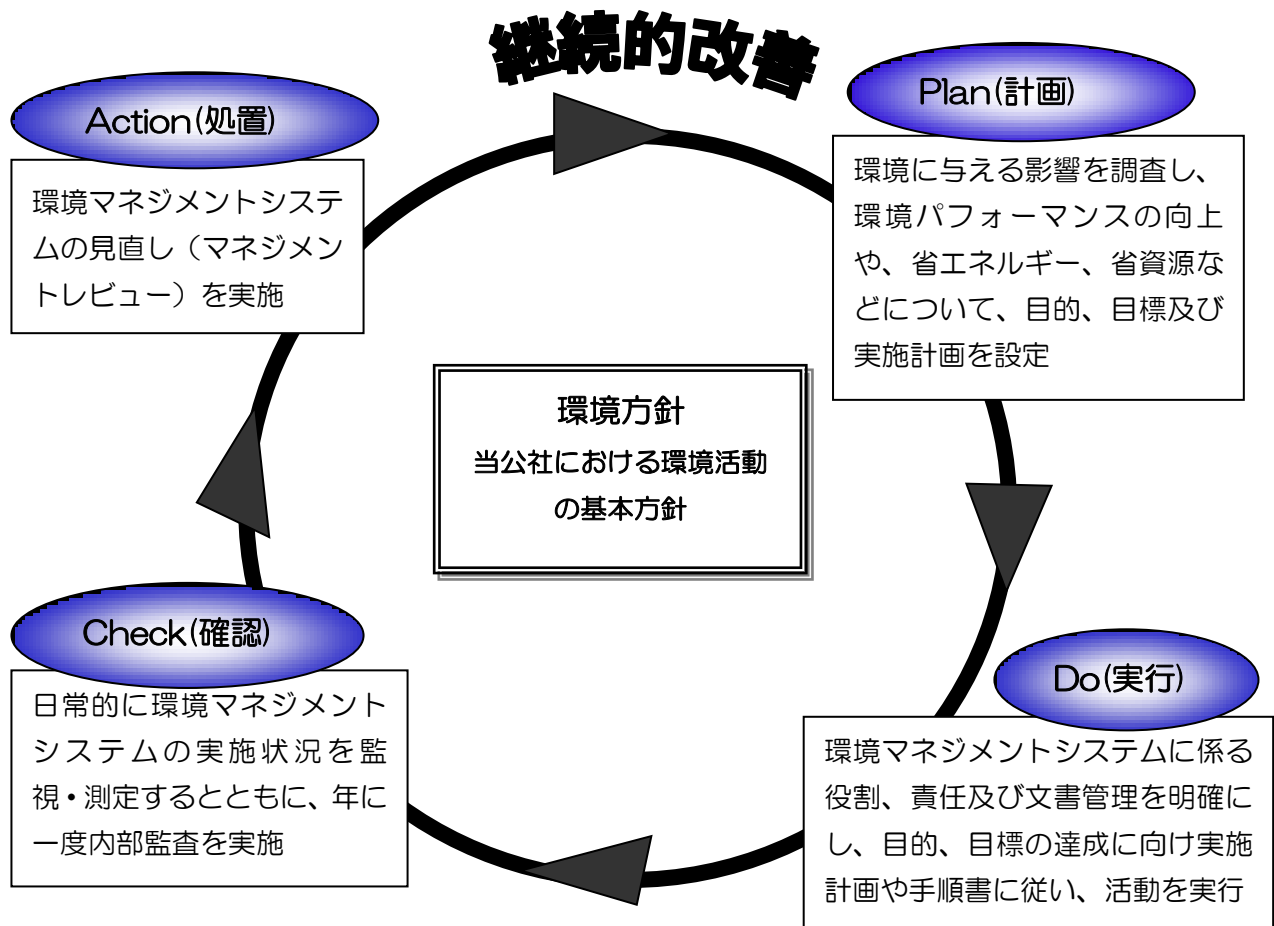 継続的改善
Plan(計画)
環境に与える影響を調査し、
環境パフォーマンスの向上
や、省エネルギー、省資源な
どについて、目的、目標及び
実施計画を設定
Action(処置)
環境マネジメントシステ
ムの見直し（マネジメン
トレビュー）を実施
環境方針
当公社における環境活動
の基本方針
Check(確認)
日常的に環境マネジメント
システムの実施状況を監
視・測定するとともに、年に
一度内部監査を実施
Do(実行)
環境マネジメントシステムに係る
役割、責任及び文書管理を明確に
し、目的、目標の達成に向け実施
計画や手順書に従い、活動を実行